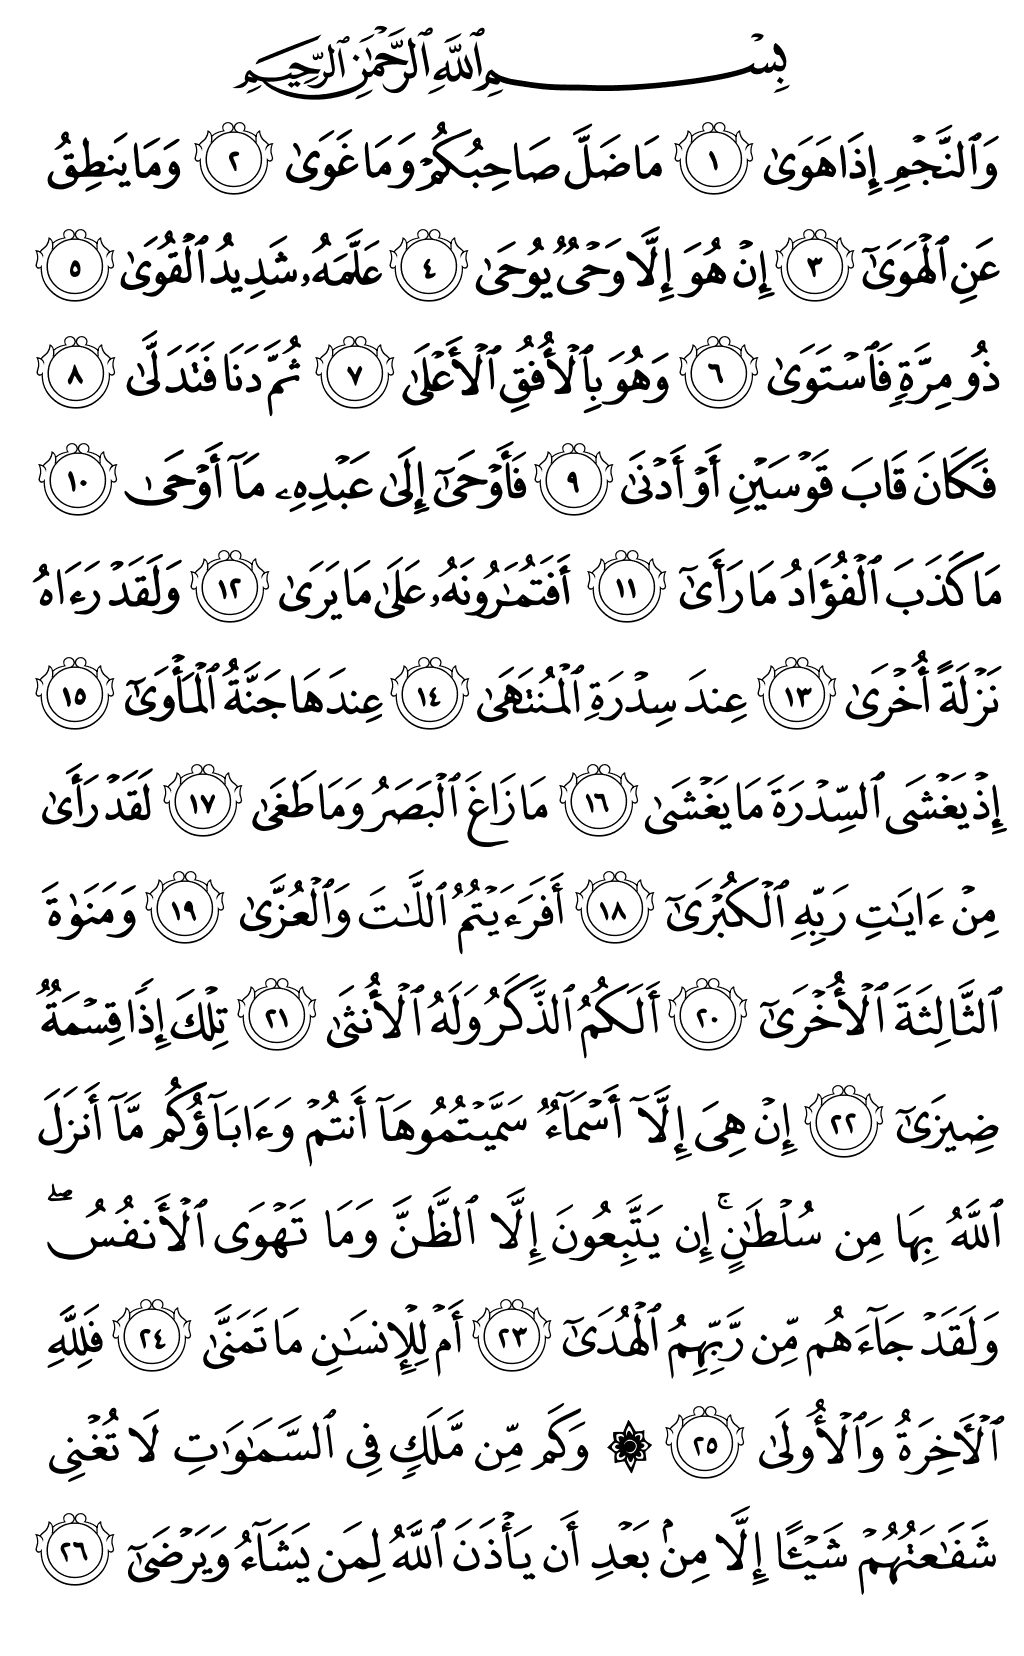 بِسْمِ ٱللَّهِ ٱلرَّحْمَٰنِ ٱلرَّحِيمِ
وَٱلنَّجْمِ إِذَا هَوَىٰ ١ مَا ضَلَّ صَاحِبُكُمْ وَمَا غَوَىٰ ٢ وَمَا يَنطِقُ
عَنِ ٱلْهَوَىٰٓ ٣ إِنْ هُوَ إِلَّا وَحْىٌ يُوحَىٰ ٤ عَلَّمَهُۥ شَدِيدُ ٱلْقُوَىٰ ٥
ذُو مِرَّةٍ فَٱسْتَوَىٰ ٦ وَهُوَ بِٱلْأُفُقِ ٱلْأَعْلَىٰ ٧ ثُمَّ دَنَا فَتَدَلَّىٰ ٨
فَكَانَ قَابَ قَوْسَيْنِ أَوْ أَدْنَىٰ ٩ فَأَوْحَىٰٓ إِلَىٰ عَبْدِهِۦ مَآ أَوْحَىٰ ١٠
مَا كَذَبَ ٱلْفُؤَادُ مَا رَأَىٰٓ ١١ أَفَتُمَٰرُونَهُۥ عَلَىٰ مَا يَرَىٰ ١٢ وَلَقَدْ رَءَاهُ
نَزْلَةً أُخْرَىٰ ١٣ عِندَ سِدْرَةِ ٱلْمُنتَهَىٰ ١٤ عِندَهَا جَنَّةُ ٱلْمَأْوَىٰٓ ١٥
إِذْ يَغْشَى ٱلسِّدْرَةَ مَا يَغْشَىٰ ١٦ مَا زَاغَ ٱلْبَصَرُ وَمَا طَغَىٰ ١٧ لَقَدْ رَأَىٰ
مِنْ ءَايَٰتِ رَبِّهِ ٱلْكُبْرَىٰٓ ١٨ أَفَرَءَيْتُمُ ٱللَّٰتَ وَٱلْعُزَّىٰ ١٩ وَمَنَوٰةَ
ٱلثَّالِثَةَ ٱلْأُخْرَىٰٓ ٢٠ أَلَكُمُ ٱلذَّكَرُ وَلَهُ ٱلْأُنثَىٰ ٢١ تِلْكَ إِذًا قِسْمَةٌ
ضِيزَىٰٓ ٢٢ إِنْ هِىَ إِلَّآ أَسْمَآءٌ سَمَّيْتُمُوهَآ أَنتُمْ وَءَابَآؤُكُم مَّآ أَنزَلَ
ٱللَّهُ بِهَا مِن سُلْطَٰنٍ ۚ إِن يَتَّبِعُونَ إِلَّا ٱلظَّنَّ وَمَا تَهْوَى ٱلْأَنفُسُ ۖ
وَلَقَدْ جَآءَهُم مِّن رَّبِّهِمُ ٱلْهُدَىٰٓ ٢٣ أَمْ لِلْإِنسَٰنِ مَا تَمَنَّىٰ ٢٤ فَلِلَّهِ
ٱلْـَٔاخِرَةُ وَٱلْأُولَىٰ ٢٥ ۞ وَكَم مِّن مَّلَكٍ فِى ٱلسَّمَٰوَٰتِ لَا تُغْنِى
شَفَٰعَتُهُمْ شَيْـًٔا إِلَّا مِنۢ بَعْدِ أَن يَأْذَنَ ٱللَّهُ لِمَن يَشَآءُ وَيَرْضَىٰٓ ٢٦